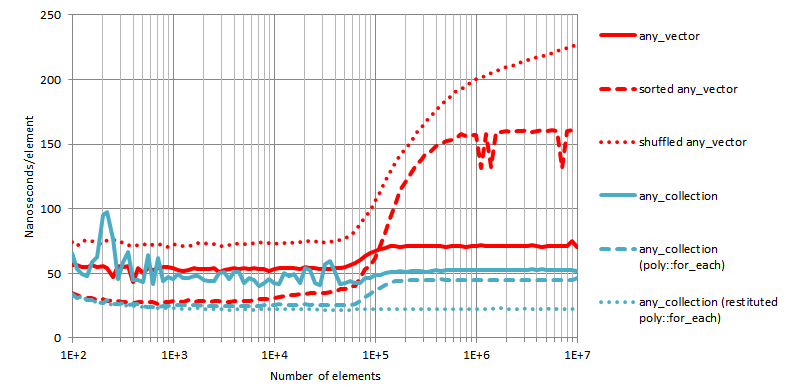 250
200
150
100
50
0
Nanoseconds/element
1E+2
1E+3
1E+4
1E+5
1E+6
1E+7
Number of elements
any_vector
sorted any_vector
shuffled any_vector
any_collection
any_collection
(poly::for_each)
any_collection (restituted
poly::for_each)